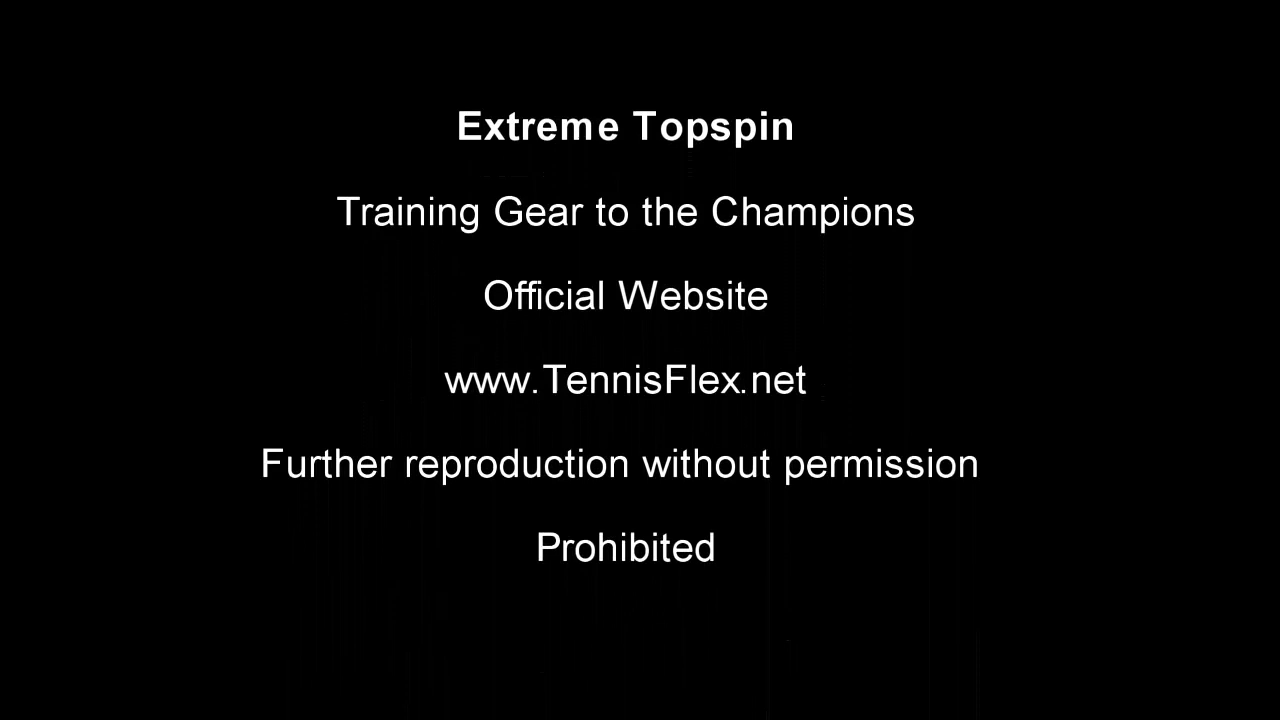 Extreme Topspin
Training Gear to the Champions
Official Website
www.TennisFlex.net
Further reproduction without permission
Prohibited